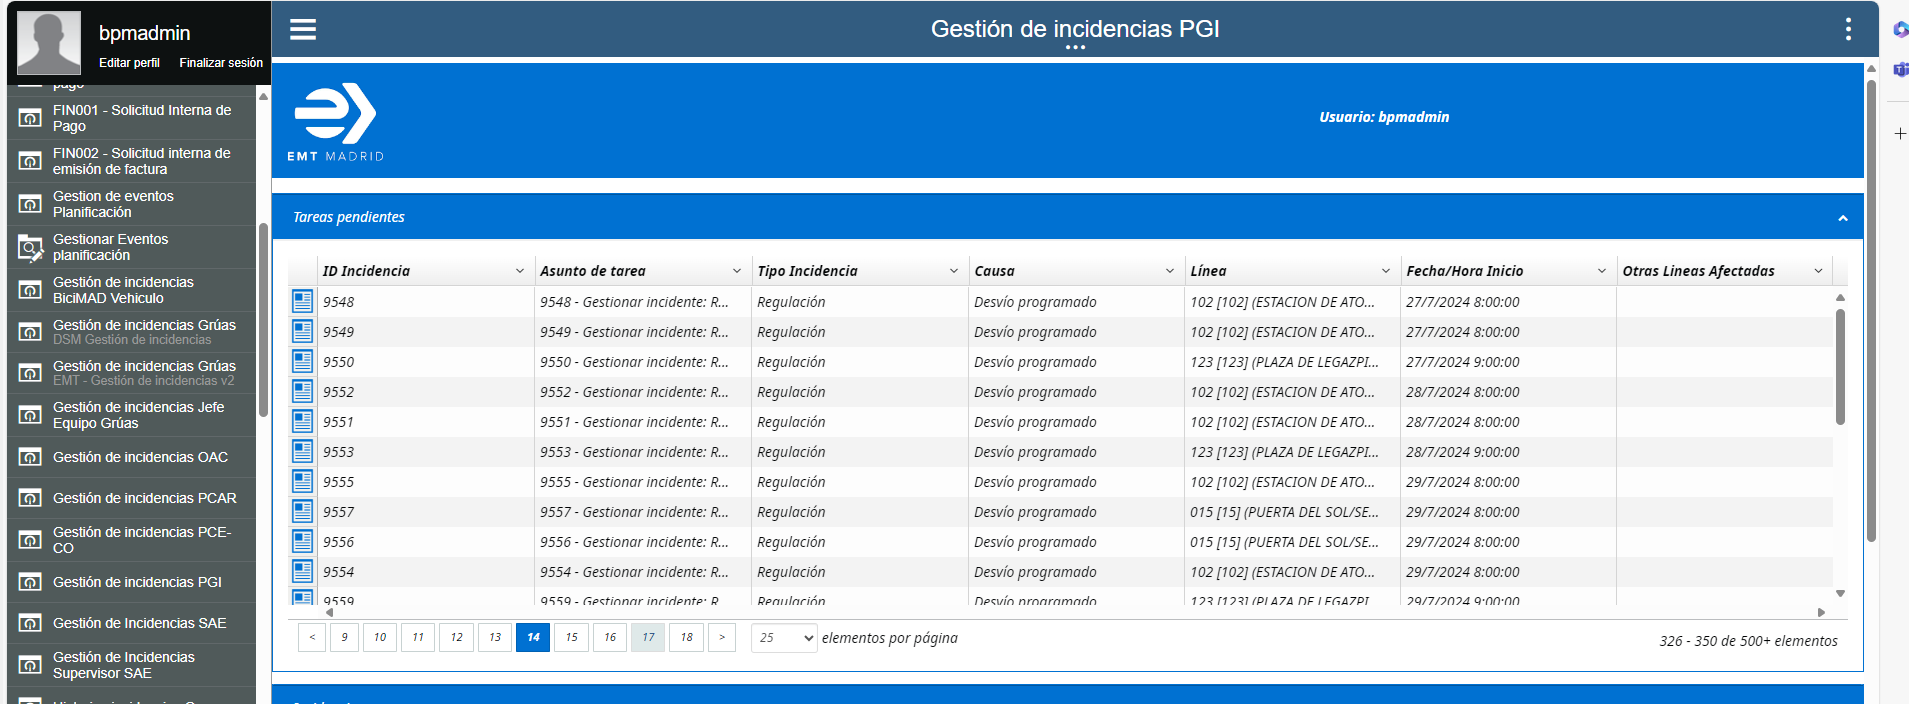 bpmadmin
Editar perfil Finalizar sesión
pago
FIN001 - Solicitud Interna de
Pago
FIN002 - Solicitud interna de
emisión de factura
Gestion de eventos
Planificación
Gestionar Eventos
planificación
Gestión de incidencias
BiciMAD Vehiculo
Gestión de incidencias Grúas
DSM Gestión de incidencias
Gestión de incidencias Grúas
EMT - Gestión de incidencias v2
Gestión de incidencias Jefe
Equipo Grúas
Gestión de incidencias OAC
Gestión de incidencias PCAR
Gestión de incidencias PCE-
CO
Gestión de incidencias PGI
Gestión de Incidencias SAE
Gestión de Incidencias
Supervisor SAE
Gestión de incidencias PGI
EMT MADRID
Usuario: bpmadmin
Tareas pendientes
ID Incidencia Asunto de tarea Tipo Incidencia Causa Línea Fecha/Hora Inicio Otras Lineas Afectadas
9548 9548 - Gestionar incidente: R... Regulación Desvío programado 102 [102] (ESTACION DE ATO... 27/7/2024 8:00:00
9549 9549 - Gestionar incidente: R... Regulación Desvío programado 102 [102] (ESTACION DE ATO... 27/7/2024 8:00:00
9550 9550 - Gestionar incidente: R... Regulación Desvío programado 123 [123] (PLAZA DE LEGAZPI... 27/7/2024 9:00:00
9552 9552 - Gestionar incidente: R... Regulación Desvío programado 102 [102] (ESTACION DE ATO... 28/7/2024 8:00:00
9551 9551 - Gestionar incidente: R... Regulación Desvío programado 102 [102] (ESTACION DE ATO... 28/7/2024 8:00:00
9553 9553 - Gestionar incidente: R... Regulación Desvío programado 123 [123] (PLAZA DE LEGAZPI... 28/7/2024 9:00:00
9555 9555 - Gestionar incidente: R... Regulación Desvío programado 102 [102] (ESTACION DE ATO... 29/7/2024 8:00:00
9557 9557 - Gestionar incidente: R... Regulación Desvío programado 015 [15] (PUERTA DEL SOL/SE... 29/7/2024 8:00:00
9556 9556 - Gestionar incidente: R... Regulación Desvío programado 015 [15] (PUERTA DEL SOL/SE... 29/7/2024 8:00:00
9554 9554 - Gestionar incidente: R... Regulación Desvío programado 102 [102] (ESTACION DE ATO... 29/7/2024 8:00:00
9559 9559 - Gestionar incidente: R Regulación Desvío programado 123 [123] (PLAZA DE LEGAZPI 29/7/2024 9:00:00
< 9 10 11 12 13 14 15 16 17 18 > 25 elementos por página 326 - 350 de 500+ elementos